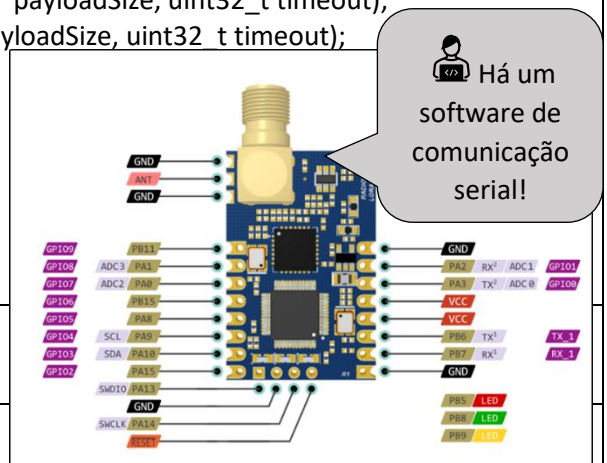 payloadSize, uint32_t timeout);
yloadSize, uint32_t timeout);
Há um
software de
comunicação
serial!
GND
ANT
GND
RADIO
LORA
GPIO9 PB11
GPIO8 ADC3 PA1
GPIO7 ADC2 PA0
GPIO6 PB15
GPIO5 PA8
GPIO4 SCL PA9
GPIO3 SDA PA10
GPIO2 PA15
SWDIO PA13
GND
SWCLK PA14
RESET
GND
PA2 RX² ADC1 GPIO1
PA3 TX² ADC0 GPIO0
VCC
VCC
PB6 TX¹ TX_1
PB7 RX¹ RX_1
GND
R1
PB5 LED
PB8 LED
PB9 LED